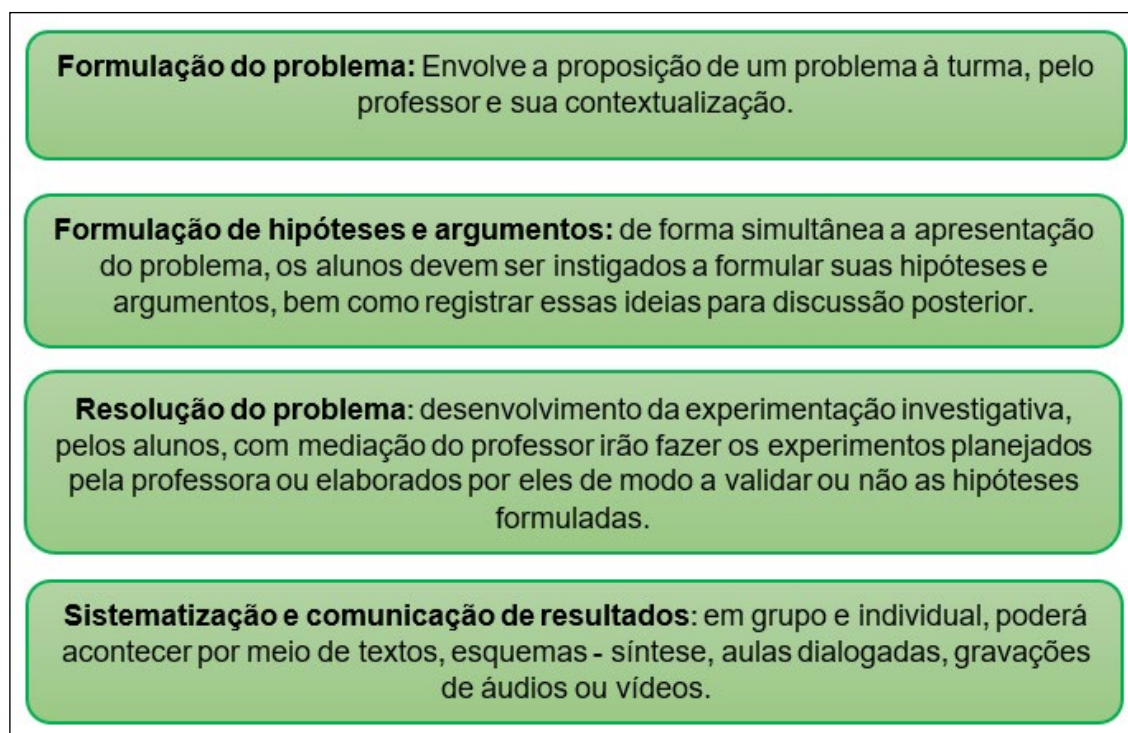 Formulação do problema: Envolve a proposição de um problema à turma, pelo
professor e sua contextualização.
Formulação de hipóteses e argumentos: de forma simultânea a apresentação
do problema, os alunos devem ser instigados a formular suas hipóteses e
argumentos, bem como registrar essas ideias para discussão posterior.
Resolução do problema: desenvolvimento da experimentação investigativa,
pelos alunos, com mediação do professor irão fazer os experimentos planejados
pela professora ou elaborados por eles de modo a validar ou não as hipóteses
formuladas.
Sistematização e comunicação de resultados: em grupo e individual, poderá
acontecer por meio de textos, esquemas - síntese, aulas dialogadas, gravações
de áudios ou vídeos.